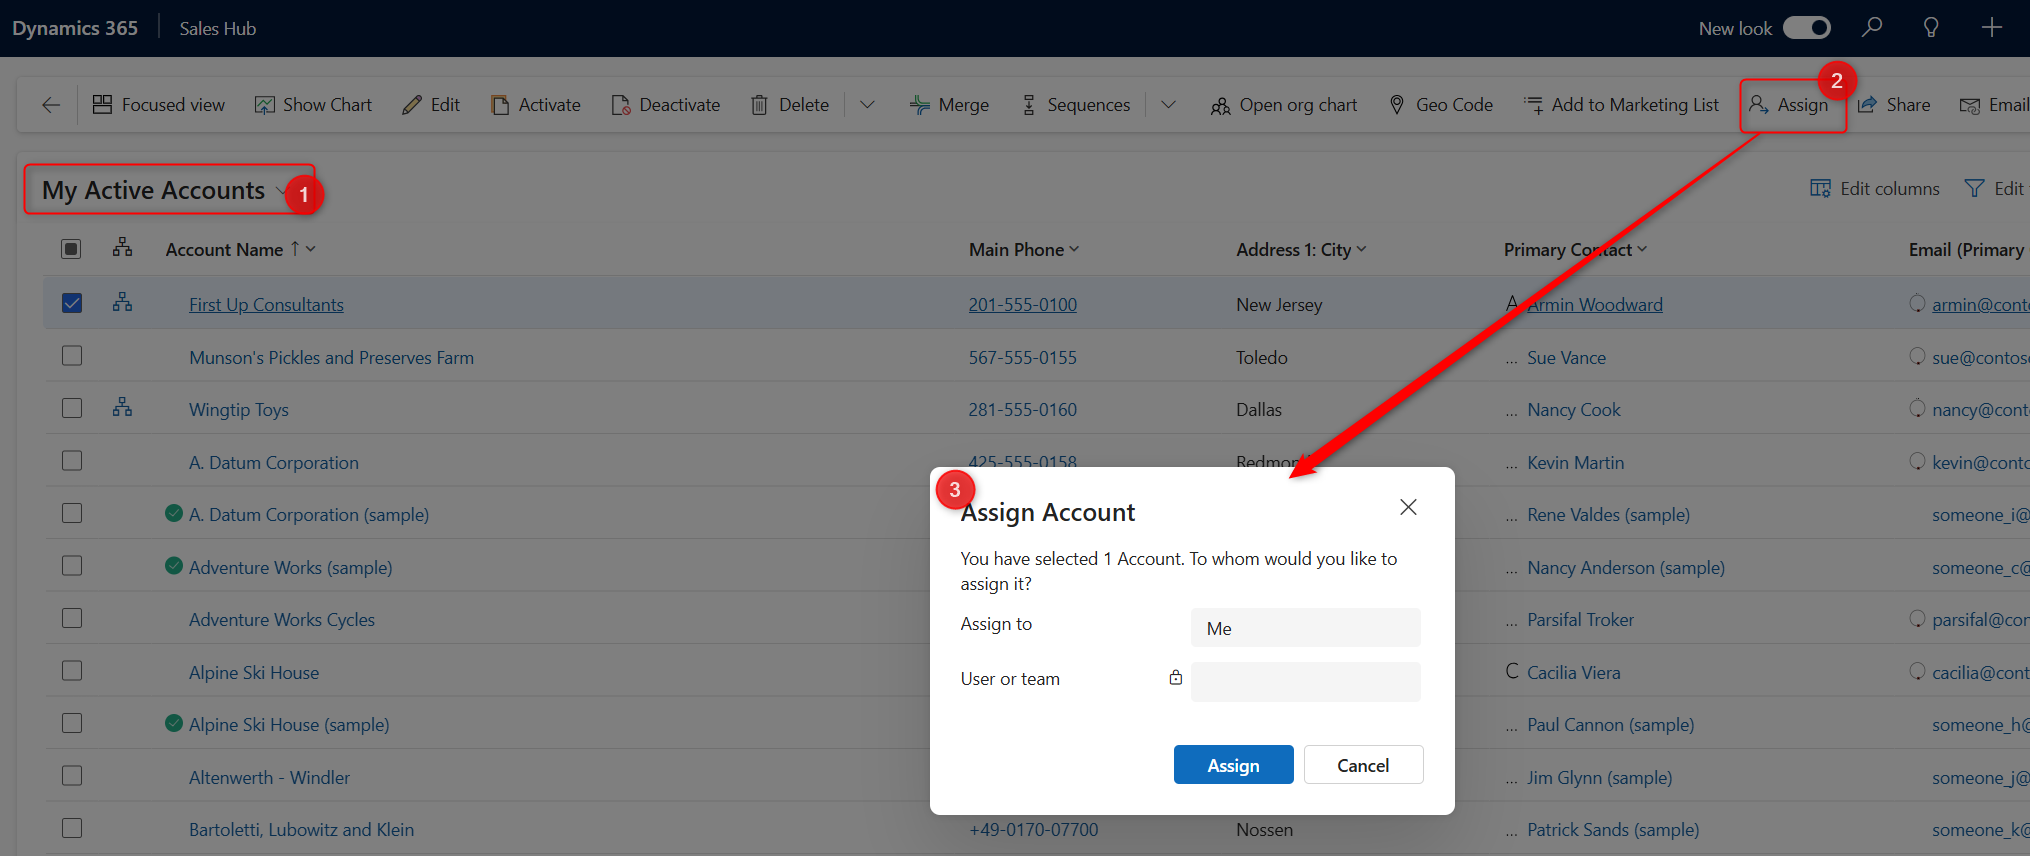 Dynamics 365 Sales Hub New look
Focused view Show Chart Edit Activate Deactivate Delete Merge Sequences Open org chart Geo Code Add to Marketing List Assign 2 Share Email
My Active Accounts 1 Edit columns Edit
Account Name Main Phone Address 1: City Primary Contact Email (Primary
First Up Consultants 201-555-0100 New Jersey A Armin Woodward armin@conto
Munson's Pickles and Preserves Farm 567-555-0155 Toledo ... Sue Vance sue@contoso
Wingtip Toys 281-555-0160 Dallas ... Nancy Cook nancy@cont
A. Datum Corporation 425-555-0158 ... Kevin Martin kevin@conto
A. Datum Corporation (sample) ... Rene Valdes (sample) someone_i@
Adventure Works (sample) ... Nancy Anderson (sample) someone_c@
Adventure Works Cycles ... Parsifal Troker parsifal@con
Alpine Ski House C Cacilia Viera cacilia@cont
Alpine Ski House (sample) ... Paul Cannon (sample) someone_h@
Altenwerth - Windler ... Jim Glynn (sample) someone_j@
Bartoletti, Lubowitz and Klein +49-0170-07700 Nossen ... Patrick Sands (sample) someone_k@
3
Assign Account
You have selected 1 Account. To whom would you like to
assign it?
Assign to Me
User or team
Assign Cancel